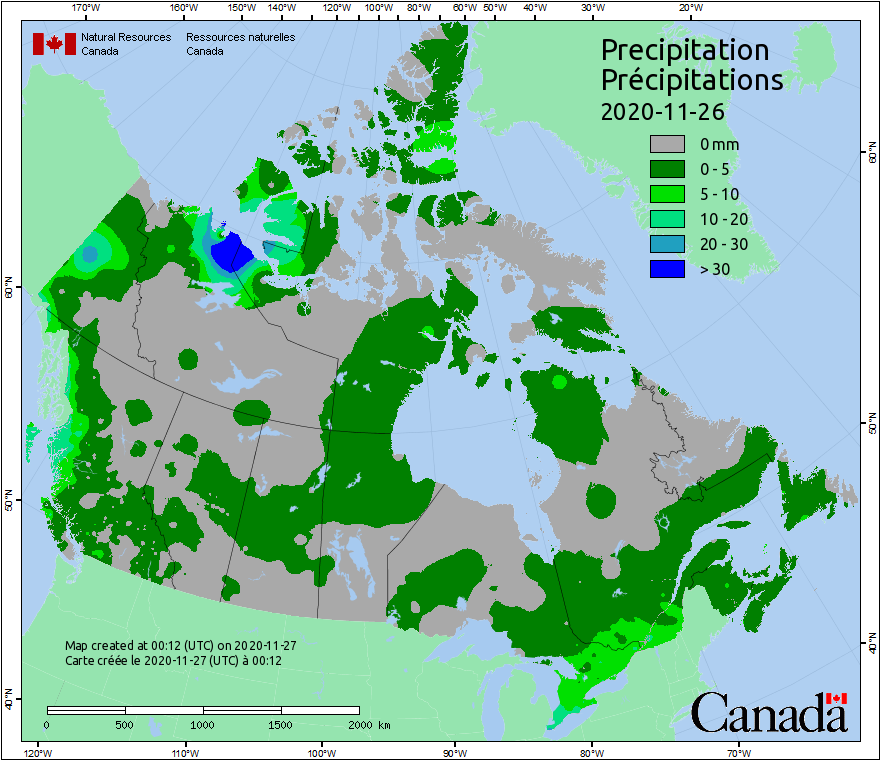 170°W 160°W 150°W 140°W 130°W 120°W 110°W 100°W 90°W 80°W 70°W 60°W 50°W 40°W 30°W 20°W
Natural Resources Canada
Ressources naturelles Canada
Precipitation
Précipitations
2020-11-26
0 mm
0 - 5
5 - 10
10 - 20
20 - 30
> 30
60°N
50°N
40°N
60°N
50°N
40°N
Map created at 00:12 (UTC) on 2020-11-27
Carte créée le 2020-11-27 (UTC) à 00:12
0 500 1000 1500 2000 km
Canada
120°W 110°W 100°W 90°W 80°W 70°W